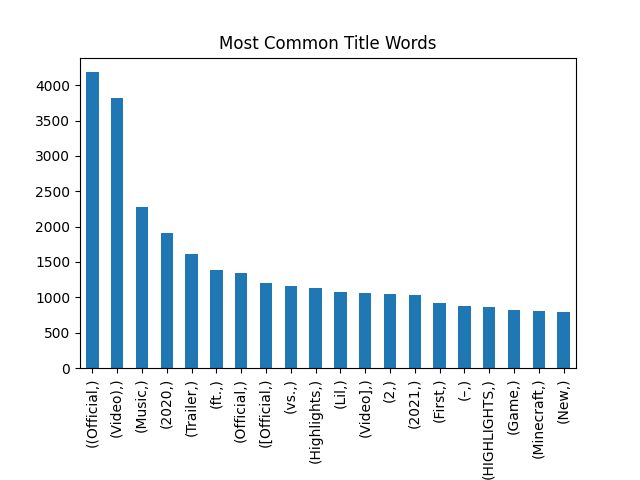 Most Common Title Words
4000
3500
3000
2500
2000
1500
1000
500
0
((Official,)
(Video),)
(Music,)
(2020,)
(Trailer,)
(ft.,)
(Official,)
([Official,)
(vs.,)
(Highlights,)
(Lil,)
(Video],)
(2,)
(2021,)
(First,)
(–,)
(HIGHLIGHTS,)
(Game,)
(Minecraft,)
(New,)